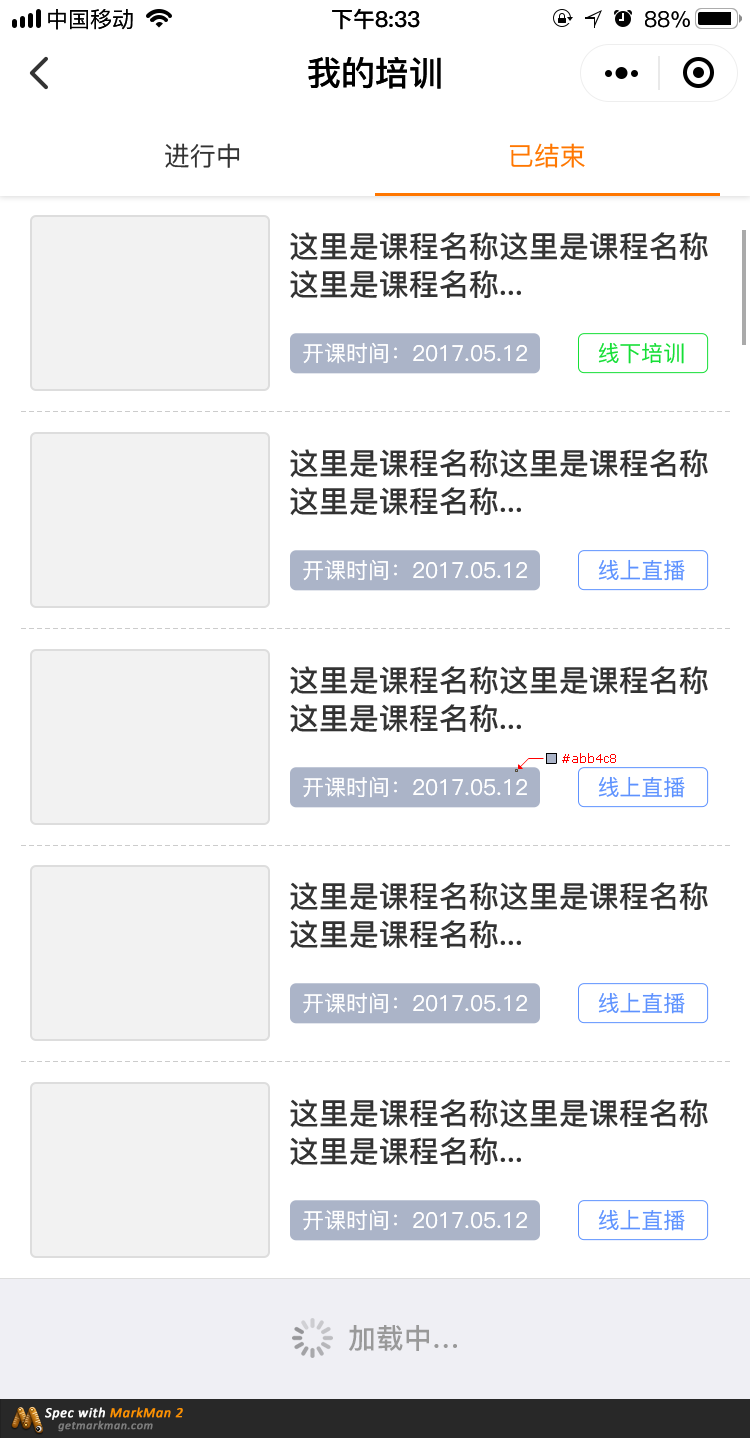 中国移动 下午8:33 88%
我的培训
进行中 已结束
这里是课程名称这里是课程名称
这里是课程名称...
开课时间：2017.05.12 线下培训
这里是课程名称这里是课程名称
这里是课程名称...
开课时间：2017.05.12 线上直播
这里是课程名称这里是课程名称
这里是课程名称...
#abb4c8
开课时间：2017.05.12 线上直播
这里是课程名称这里是课程名称
这里是课程名称...
开课时间：2017.05.12 线上直播
这里是课程名称这里是课程名称
这里是课程名称...
开课时间：2017.05.12 线上直播
加载中...
Spec with MarkMan 2
getmarkman.com